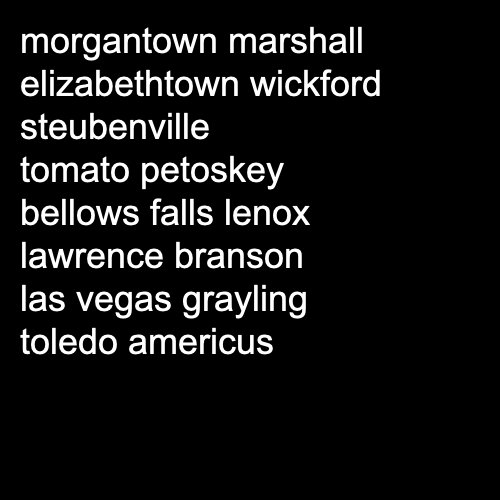 morgantown marshall
elizabethtown wickford
steubenville
tomato petoskey
bellows falls lenox
lawrence branson
las vegas grayling
toledo americus